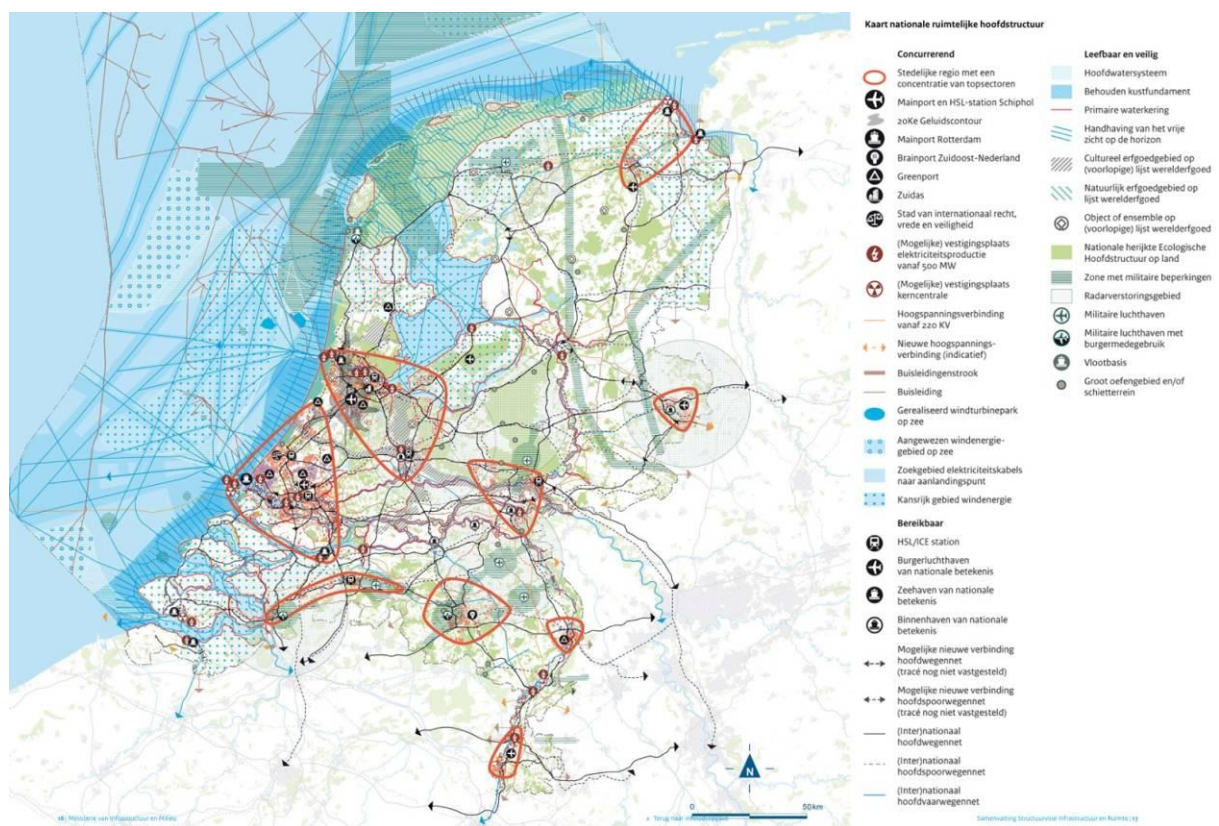 Kaart nationale ruimtelijke hoofdstructuur
Concurrerend
Stedelijke regio met een
concentratie van topsectoren
Mainport en HSL-station Schiphol
20Ke Geluidscontour
Mainport Rotterdam
Brainport Zuidoost-Nederland
Greenport
Zuidas
Stad van internationaal recht,
vrede en veiligheid
(Mogelijke) vestigingsplaats
elektriciteitsproductie
vanaf 500 MW
(Mogelijke) vestigingsplaats
kerncentrale
Hoogspanningsverbinding
vanaf 220 KV
Nieuwe hoogspannings-
verbinding (indicatief)
Buisleidingenstrook
Buisleiding
Gerealiseerd windturbinepark
op zee
Aangewezen windenergie-
gebied op zee
Zoekgebied elektriciteitskabels
naar aanlandingspunt
Kansrijk gebied windenergie
Bereikbaar
HSL/ICE station
Burgerluchthaven
van nationale betekenis
Zeehaven van nationale
betekenis
Binnenhaven van nationale
betekenis
Mogelijke nieuwe verbinding
hoofdwegennet
(tracé nog niet vastgesteld)
Mogelijke nieuwe verbinding
hoofdspoorwegennet
(tracé nog niet vastgesteld)
(Inter)nationaal
hoofdwegennet
(Inter)nationaal
hoofdspoorwegennet
(Inter)nationaal
hoofdvaarwegennet
Leefbaar en veilig
Hoofdwatersysteem
Behouden kustfundament
Primaire waterkering
Handhaving van het vrije
zicht op de horizon
Cultureel erfgoedgebied op
(voorlopige) lijst werelderfgoed
Natuurlijk erfgoedgebied op
lijst werelderfgoed
Object of ensemble op
(voorlopige) lijst werelderfgoed
Nationale herijkte Ecologische
Hoofdstructuur op land
Zone met militaire beperkingen
Radarverstoringsgebied
Militaire luchthaven
Militaire luchthaven met
burgermedegebruik
Vlootbasis
Groot oefengebied en/of
schietterrein
N
0 50 km
16 | Ministerie van Infrastructuur en Milieu
Terug naar inhoudsopgave
Samenvatting Structuurvisie Infrastructuur en Ruimte | 17